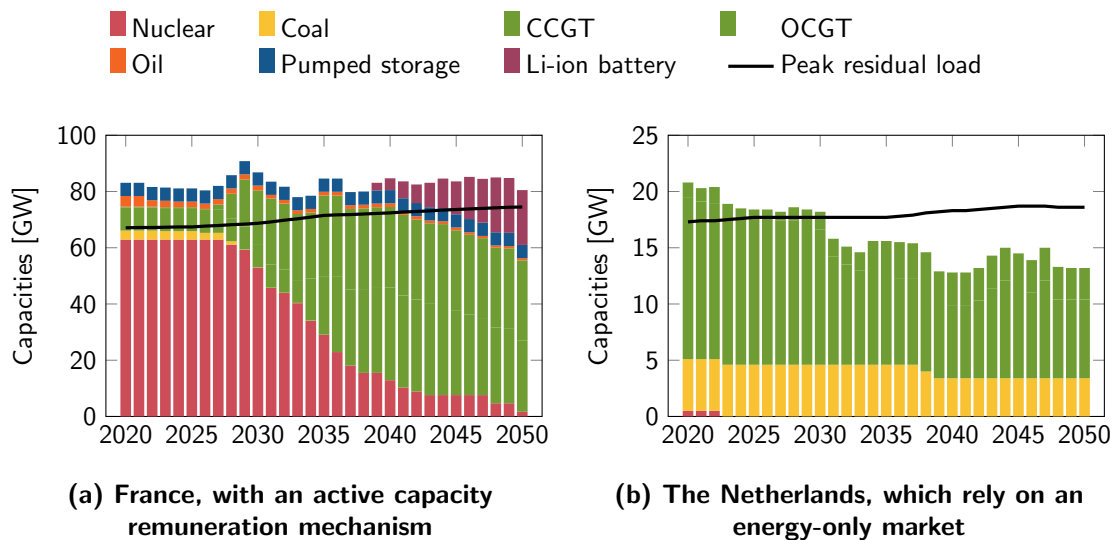 Nuclear Coal CCGT OCGT
Oil Pumped storage Li-ion battery Peak residual load
Capacities [GW]
100
80
60
40
20
0
2020 2025 2030 2035 2040 2045 2050
(a) France, with an active capacity
remuneration mechanism
Capacities [GW]
25
20
15
10
5
0
2020 2025 2030 2035 2040 2045 2050
(b) The Netherlands, which rely on an
energy-only market